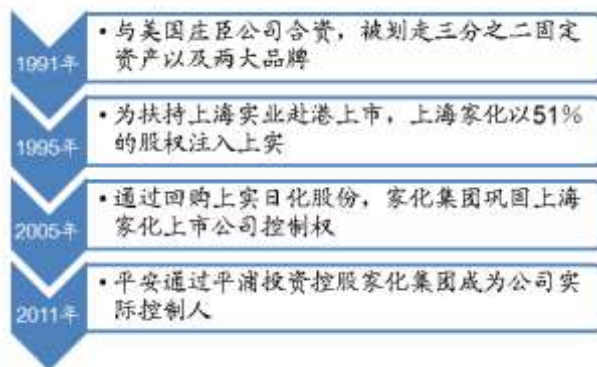 1991年
•与美国庄臣公司合资，被划走三分之二固定
资产以及两大品牌
1995年
•为扶持上海实业赴港上市，上海家化以51%
的股权注入上实
2005年
•通过回购上实日化股份，家化集团巩固上海
家化上市公司控制权
2011年
•平安通过平浦投资控股家化集团成为公司实
际控制人